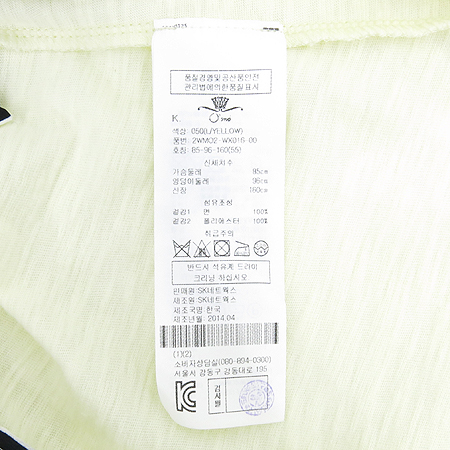 품질경영및공산품안전
관리법에의한품질표시
K.
O'2nd
색상: 050(L/YELLOW)
품번: 2WM02-WX016-00
호칭: 85-96-160(55)
신체치수
가슴둘레 85cm
엉덩이둘레 96cm
신장 160cm
섬유조성
겉감1 면 100%
겉감2 폴리에스터 100%
취급주의
반드시 석유계 드라이
크리닝 하십시오
판매원:SK네트웍스
제조원:SK네트웍스
제조국명:한국
제조년월:2014.04
(1)(2)
소비자상담실(080-894-0300)
서울시 강동구 강동대로 195
검사필